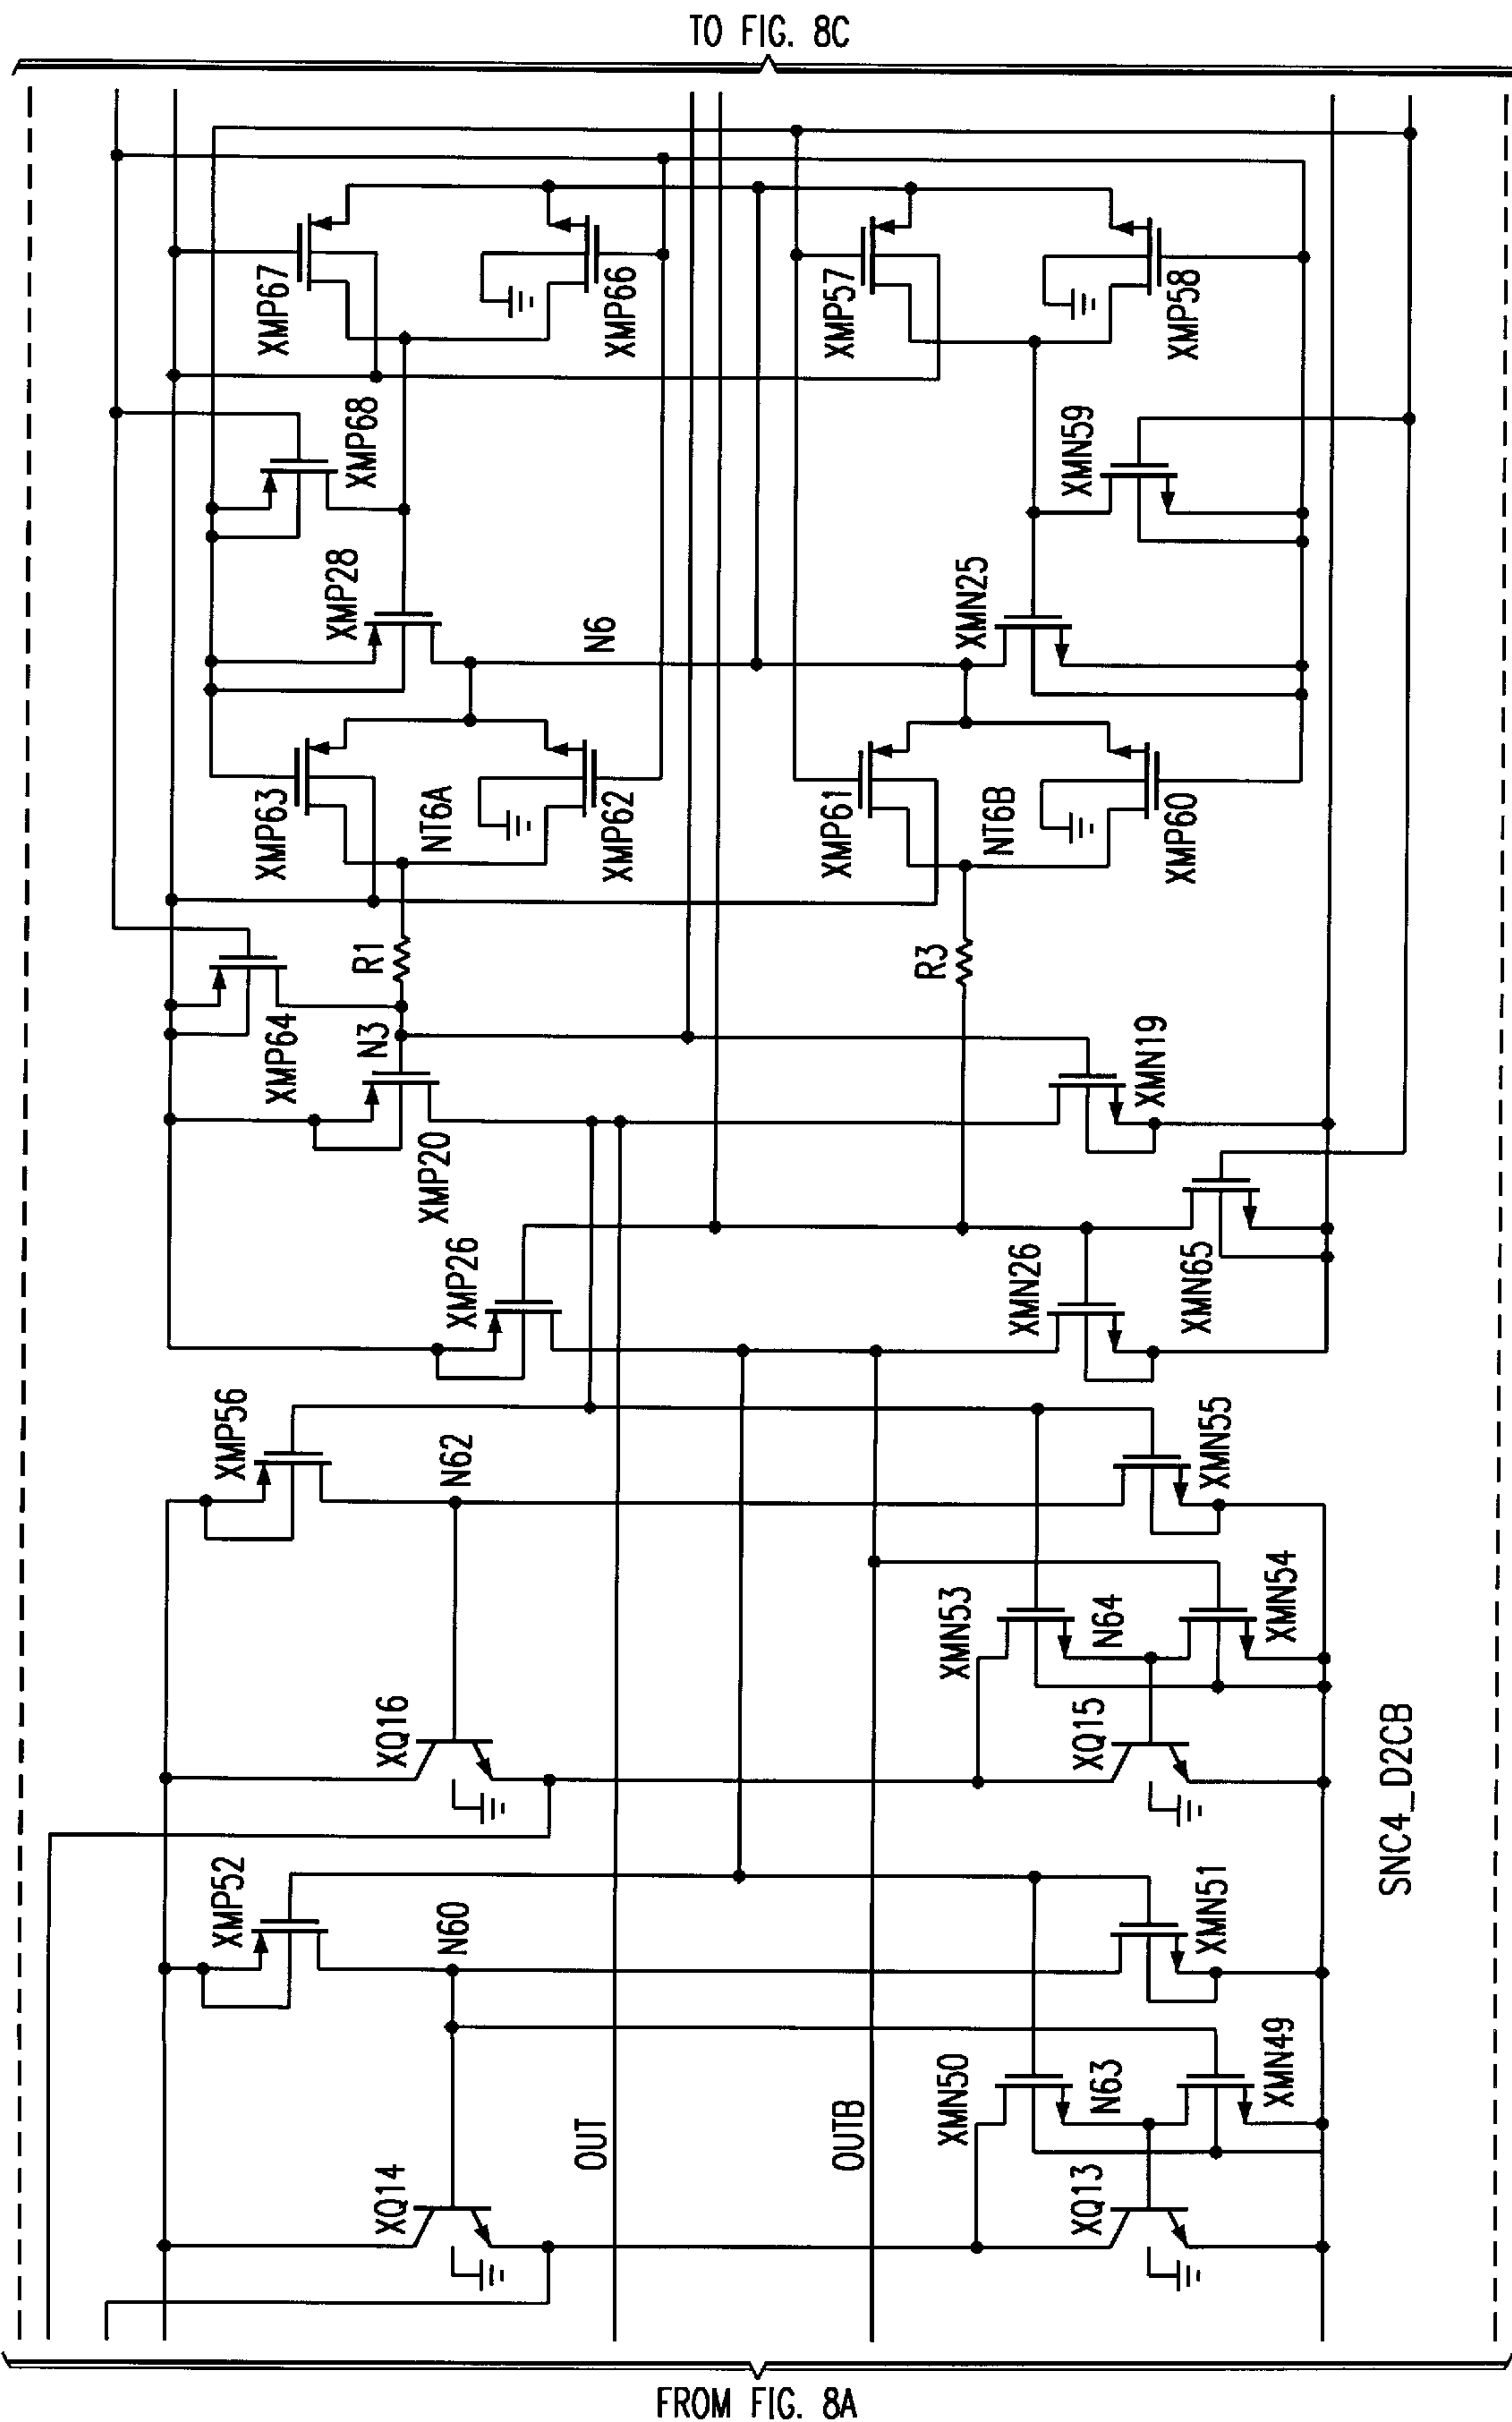 TO FIG. 8C
XMP67
XMP66
XMP57
XMP58
XMP68
XMN59
XMP28
N6
XMN25
XMP63
NT6A
XMP62
XMP61
NT6B
XMP60
R1
R3
XMP64
N3
XMP20
XMN19
XMP26
XMN26
XMN65
XMP56
N62
XMN55
XMN53
N64
XMN54
XQ16
XQ15
SNC4_D2CB
XMP52
N60
XMN51
XMN50
N63
XMN49
OUT
OUTB
XQ14
XQ13
FROM FIG. 8A